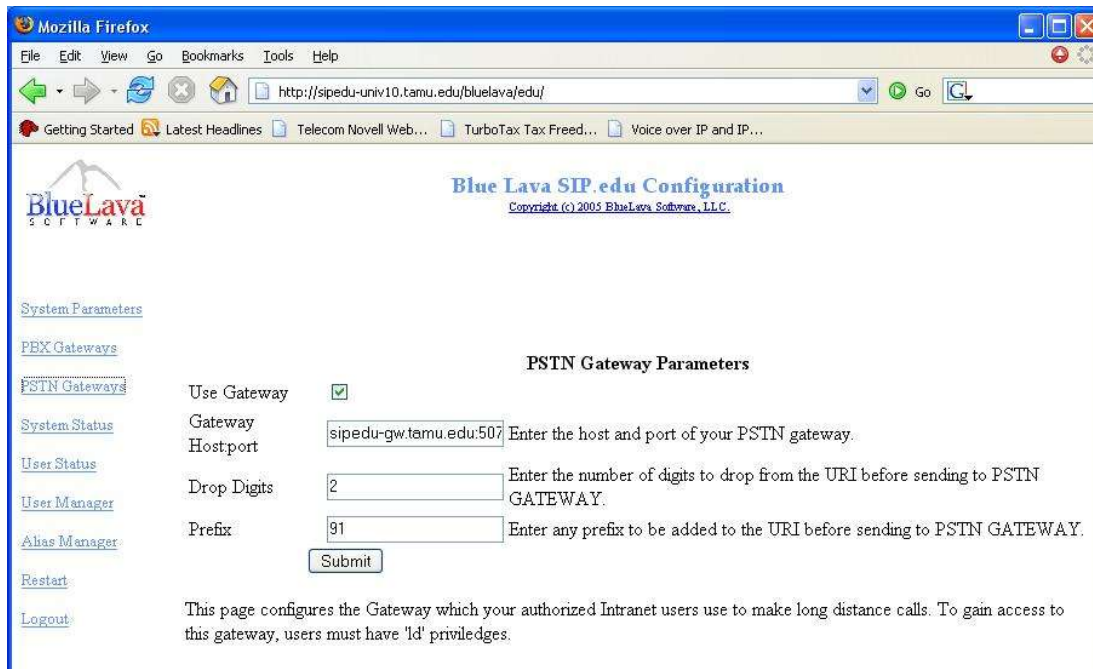 Mozilla Firefox
File Edit View Go Bookmarks Tools Help
http://sipedu-univ10.tamu.edu/bluelava/edu/
Go
G
Getting Started Latest Headlines Telecom Novell Web... TurboTax Tax Freed... Voice over IP and IP...
BlueLava
SOFTWARE
Blue Lava SIP.edu Configuration
Copyright (c) 2005 BlueLava Software, LLC.
System Parameters
PBX Gateways
PSTN Gateways
System Status
User Status
User Manager
Alias Manager
Restart
Logout
PSTN Gateway Parameters
Use Gateway
Gateway
Host:port
sipedu-gw.tamu.edu:507 Enter the host and port of your PSTN gateway.
Drop Digits 2 Enter the number of digits to drop from the URI before sending to PSTN
GATEWAY.
Prefix 91 Enter any prefix to be added to the URI before sending to PSTN GATEWAY.
Submit
This page configures the Gateway which your authorized Intranet users use to make long distance calls. To gain access to
this gateway, users must have 'ld' priviledges.